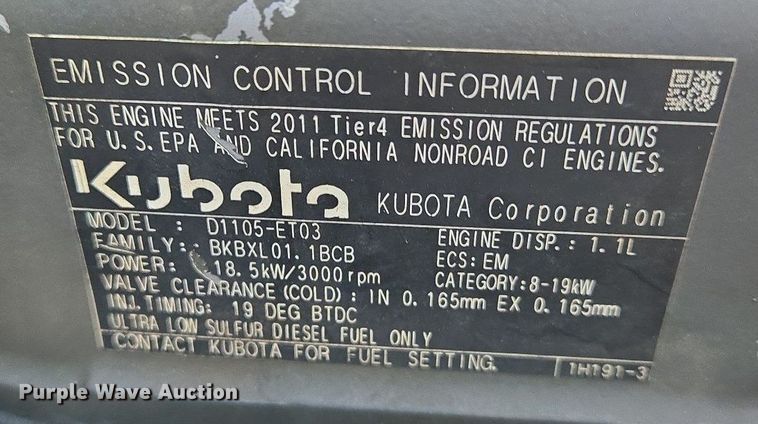 EMISSION CONTROL INFORMATION
THIS ENGINE MEETS 2011 Tier4 EMISSION REGULATIONS
FOR U.S.EPA AND CALIFORNIA NONROAD CI ENGINES.
Kubota KUBOTA Corporation
MODEL : D1105-ET03 ENGINE DISP.: 1.1L
FAMILY: BKBXL01.1BCB ECS:EM
POWER: 18.5kW/3000rpm CATEGORY:8-19kW
VALVE CLEARANCE(COLD): IN 0.165mm EX 0.165mm
INJ.TIMING: 19 DEG BTDC
ULTRA LOW SULFUR DIESEL FUEL ONLY
CONTACT KUBOTA FOR FUEL SETTING. 1H191-3
Purple Wave Auction